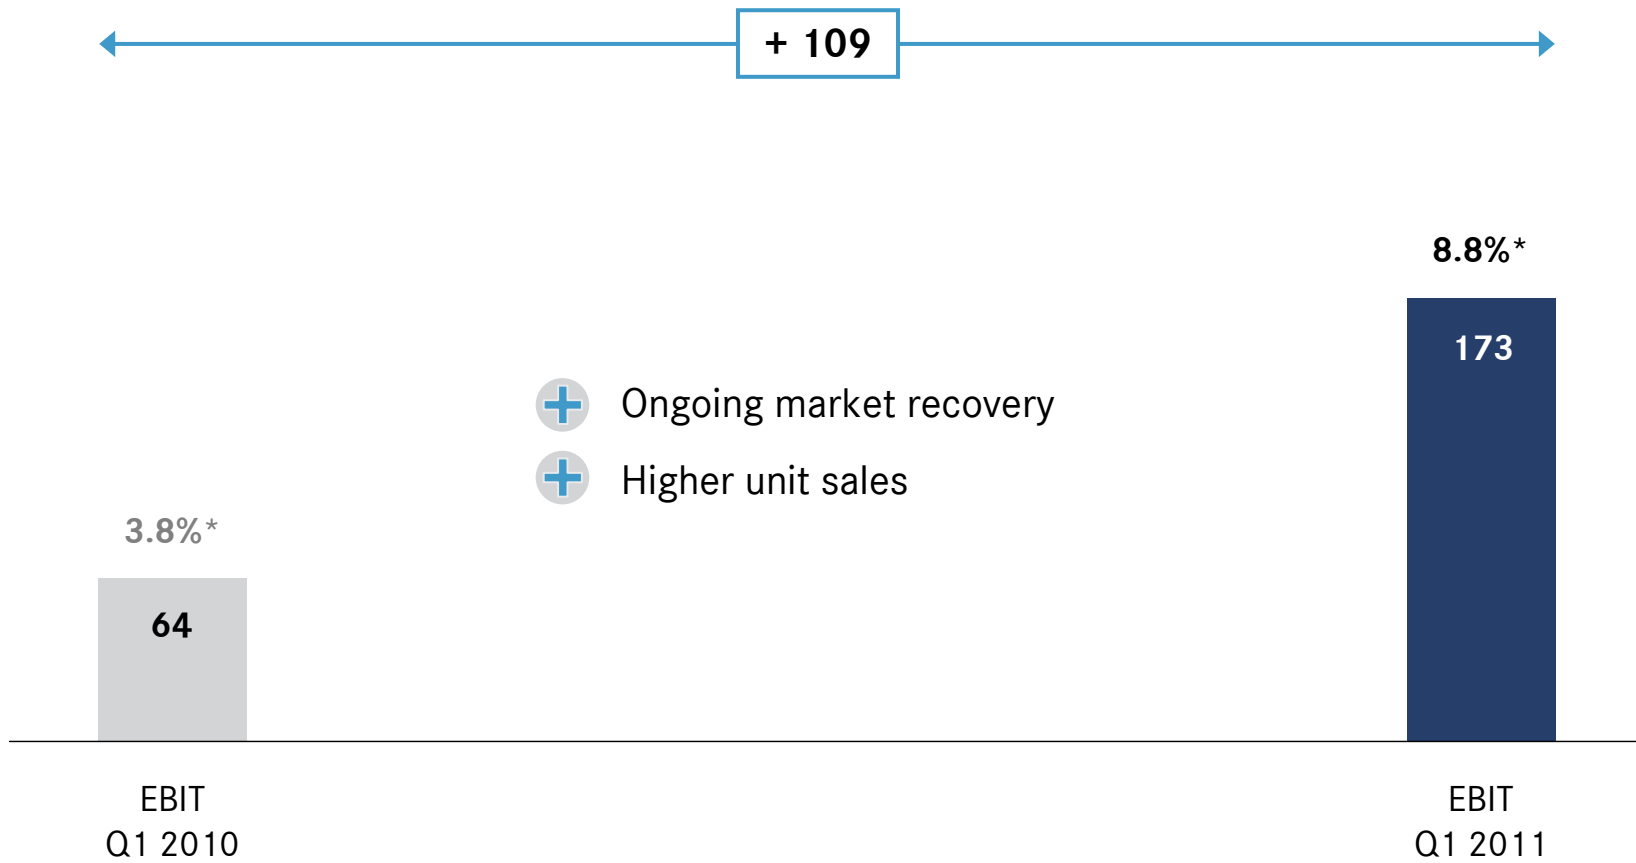 + 109
8.8%*
173
Ongoing market recovery
Higher unit sales
3.8%*
64
EBIT
Q1 2010
EBIT
Q1 2011